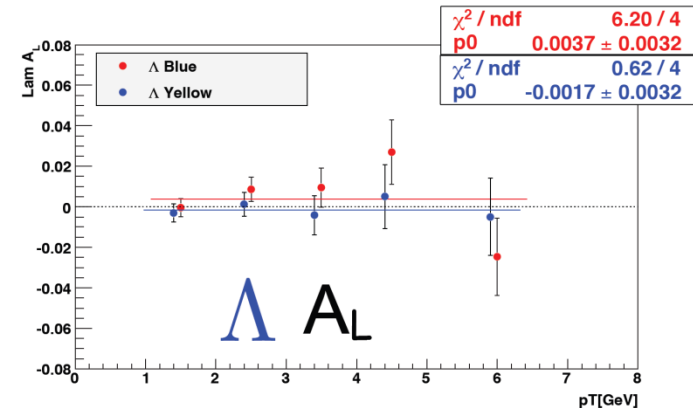 χ² / ndf 6.20 / 4
p0 0.0037 ± 0.0032
χ² / ndf 0.62 / 4
p0 -0.0017 ± 0.0032
Lam A_L
0.08
0.06
0.04
0.02
0
-0.02
-0.04
-0.06
-0.08
Λ Blue
Λ Yellow
Λ A_L
0 1 2 3 4 5 6 7 8
pT[GeV]